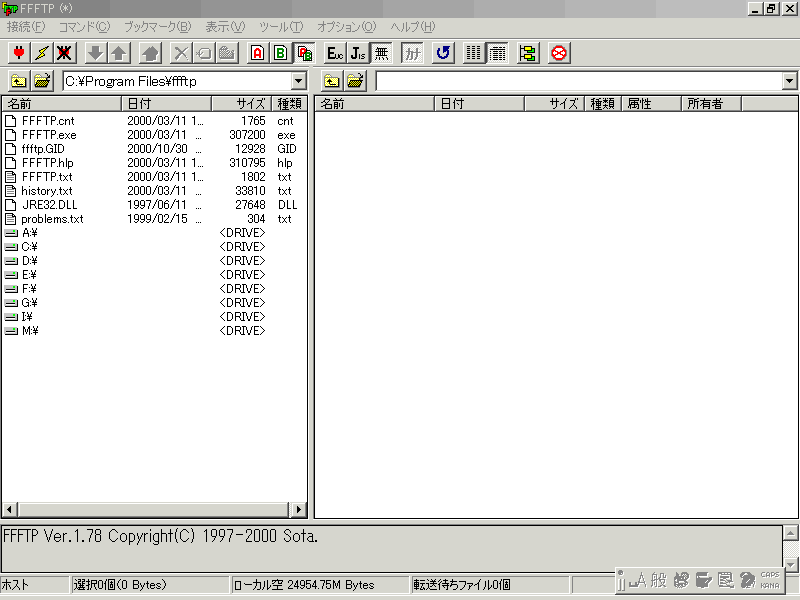 FFFTP (*)
接続(F) コマンド(C) ブックマーク(B) 表示(V) ツール(T) オプション(O) ヘルプ(H)
A B Euc JIS 無 カナ
C:¥Program Files¥ffftp
名前 日付 サイズ 種類 名前 日付 サイズ 種類 属性 所有者
FFFTP.cnt 2000/03/11 1... 1765 cnt
FFFTP.exe 2000/03/11 ... 307200 exe
ffftp.GID 2000/10/30 ... 12928 GID
FFFTP.hlp 2000/03/11 1... 310795 hlp
FFFTP.txt 2000/03/11 1... 1802 txt
history.txt 2000/03/11 ... 33810 txt
JRE32.DLL 1997/06/11 ... 27648 DLL
problems.txt 1999/02/15 ... 304 txt
A:¥ <DRIVE>
C:¥ <DRIVE>
D:¥ <DRIVE>
E:¥ <DRIVE>
F:¥ <DRIVE>
G:¥ <DRIVE>
I:¥ <DRIVE>
M:¥ <DRIVE>
FFFTP Ver.1.78 Copyright(C) 1997-2000 Sota.
ホスト 選択0個(0 Bytes) ローカル空 24954.75M Bytes 転送待ちファイル0個
A 般 CAPS
KANA